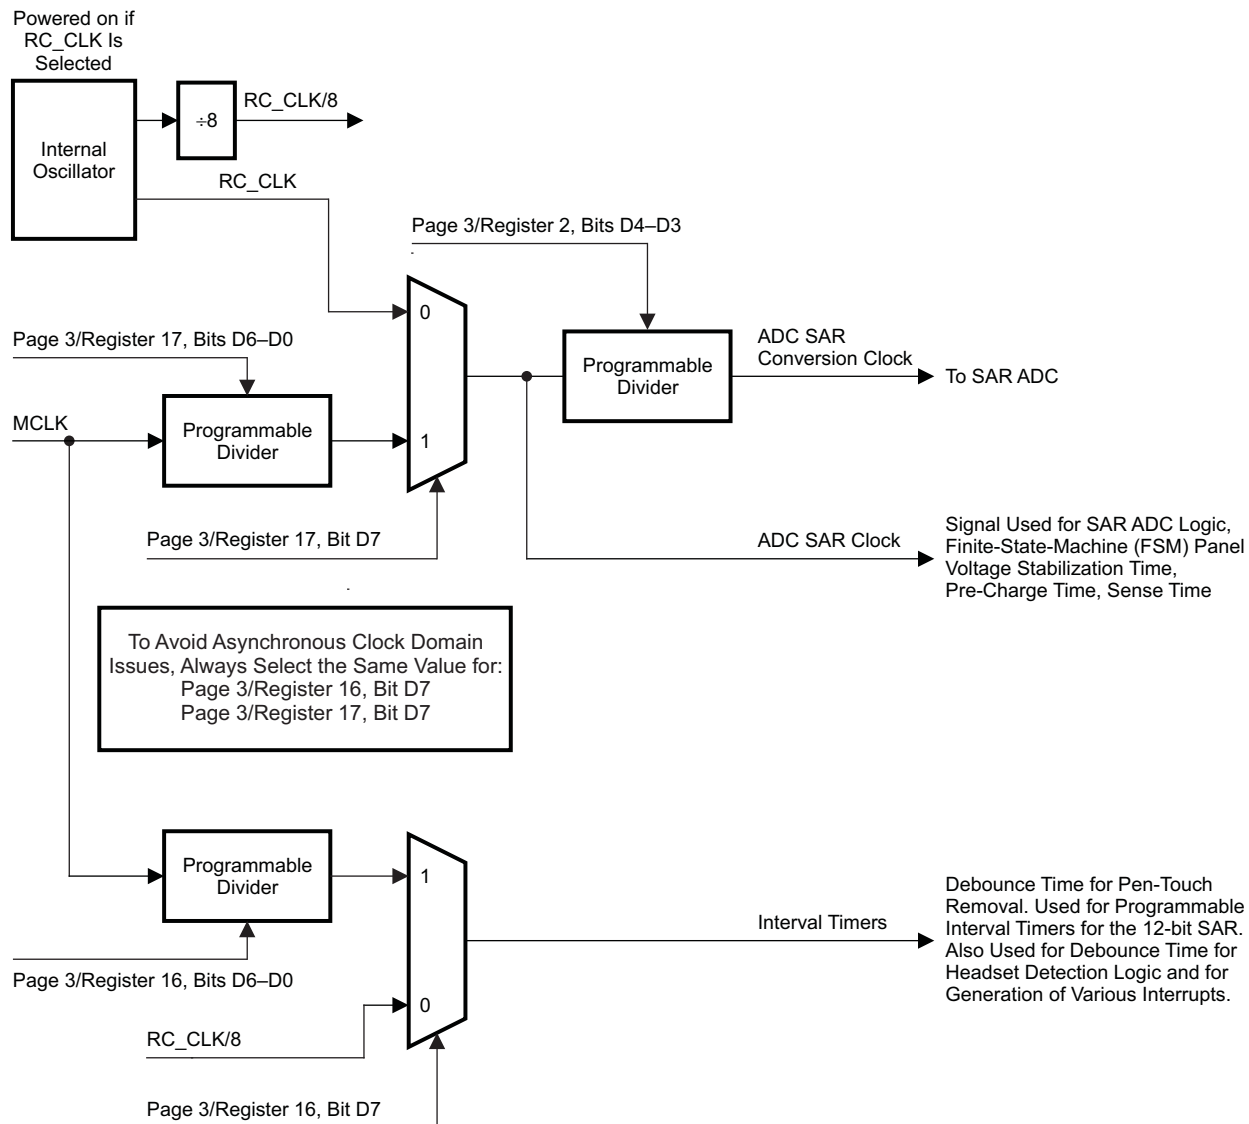 Powered on if
RC_CLK Is
Selected
Internal
Oscillator
÷8
RC_CLK/8
RC_CLK
Page 3/Register 2, Bits D4–D3
0
Page 3/Register 17, Bits D6–D0
Programmable
Divider
ADC SAR
Conversion Clock
To SAR ADC
MCLK
Programmable
Divider
1
Page 3/Register 17, Bit D7
ADC SAR Clock
Signal Used for SAR ADC Logic,
Finite-State-Machine (FSM) Panel
Voltage Stabilization Time,
Pre-Charge Time, Sense Time
To Avoid Asynchronous Clock Domain
Issues, Always Select the Same Value for:
Page 3/Register 16, Bit D7
Page 3/Register 17, Bit D7
Programmable
Divider
1
Interval Timers
Debounce Time for Pen-Touch
Removal. Used for Programmable
Interval Timers for the 12-bit SAR.
Also Used for Debounce Time for
Headset Detection Logic and for
Generation of Various Interrupts.
Page 3/Register 16, Bits D6–D0
0
RC_CLK/8
Page 3/Register 16, Bit D7